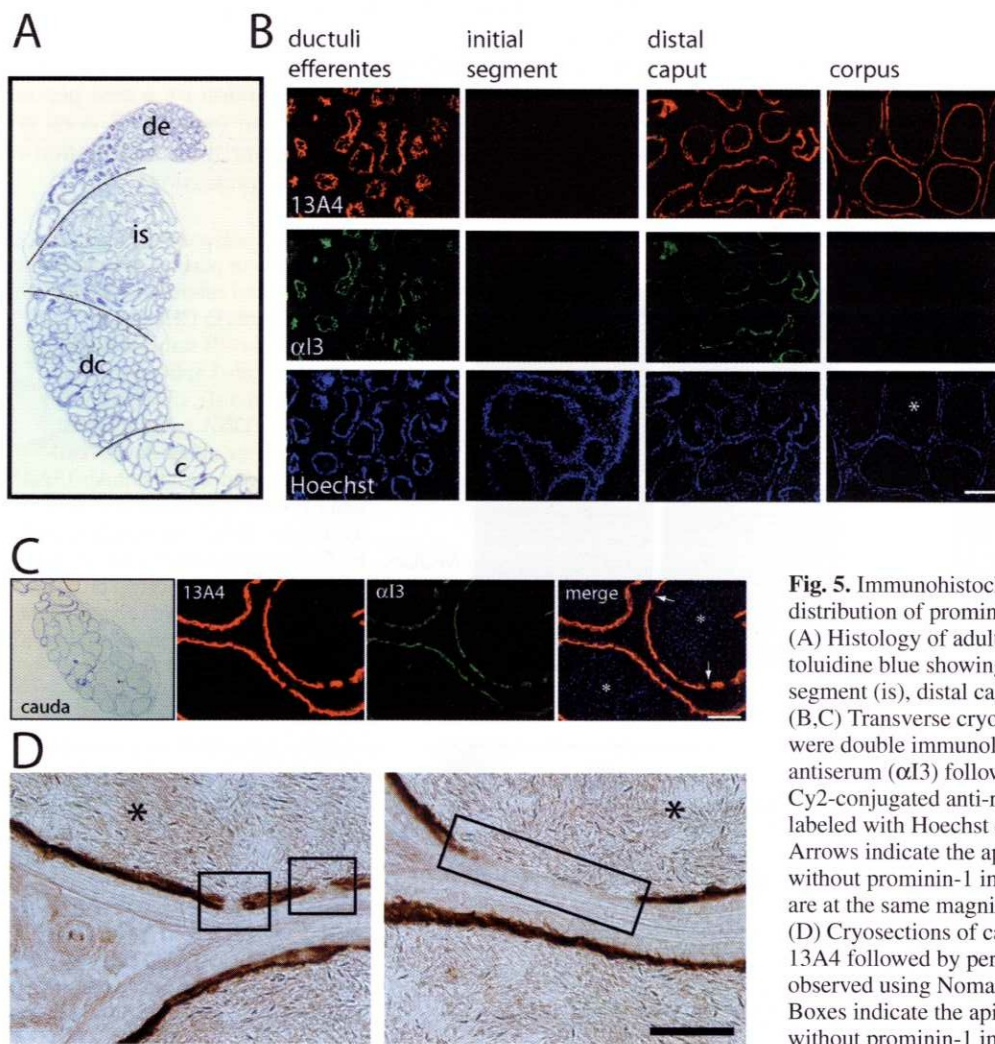 A
B
ductuli efferentes
initial segment
distal caput
corpus
de
is
dc
c
13A4
αI3
Hoechst
*
C
cauda
13A4
αI3
merge
*
*
D
*
*
Fig. 5. Immunohistoc
distribution of promin
(A) Histology of adul
toluidine blue showin
segment (is), distal ca
(B,C) Transverse cryo
were double immunol
antiserum (αI3) follow
Cy2-conjugated anti-r
labeled with Hoechst
Arrows indicate the ap
without prominin-1 in
are at the same magni
(D) Cryosections of ca
13A4 followed by per
observed using Noma
Boxes indicate the api
without prominin-1 in